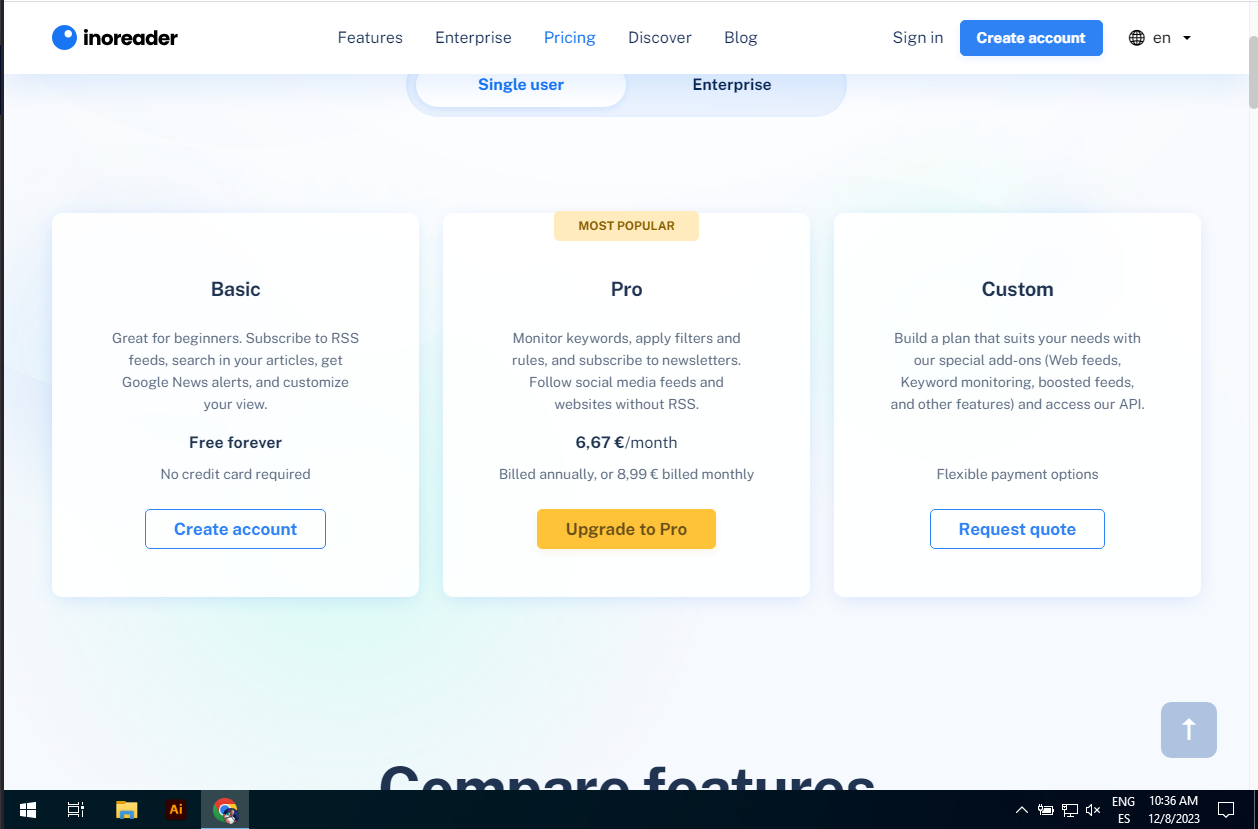 inoreader
Features
Enterprise
Pricing
Discover
Blog
Sign in
Create account
en
Single user
Enterprise
Basic
Great for beginners. Subscribe to RSS
feeds, search in your articles, get
Google News alerts, and customize
your view.
Free forever
No credit card required
Create account
MOST POPULAR
Pro
Monitor keywords, apply filters and
rules, and subscribe to newsletters.
Follow social media feeds and
websites without RSS.
6,67 €/month
Billed annually, or 8,99 € billed monthly
Upgrade to Pro
Custom
Build a plan that suits your needs with
our special add-ons (Web feeds,
Keyword monitoring, boosted feeds,
and other features) and access our API.
Flexible payment options
Request quote
Compare features
Ai
ENG
ES
10:36 AM
12/8/2023